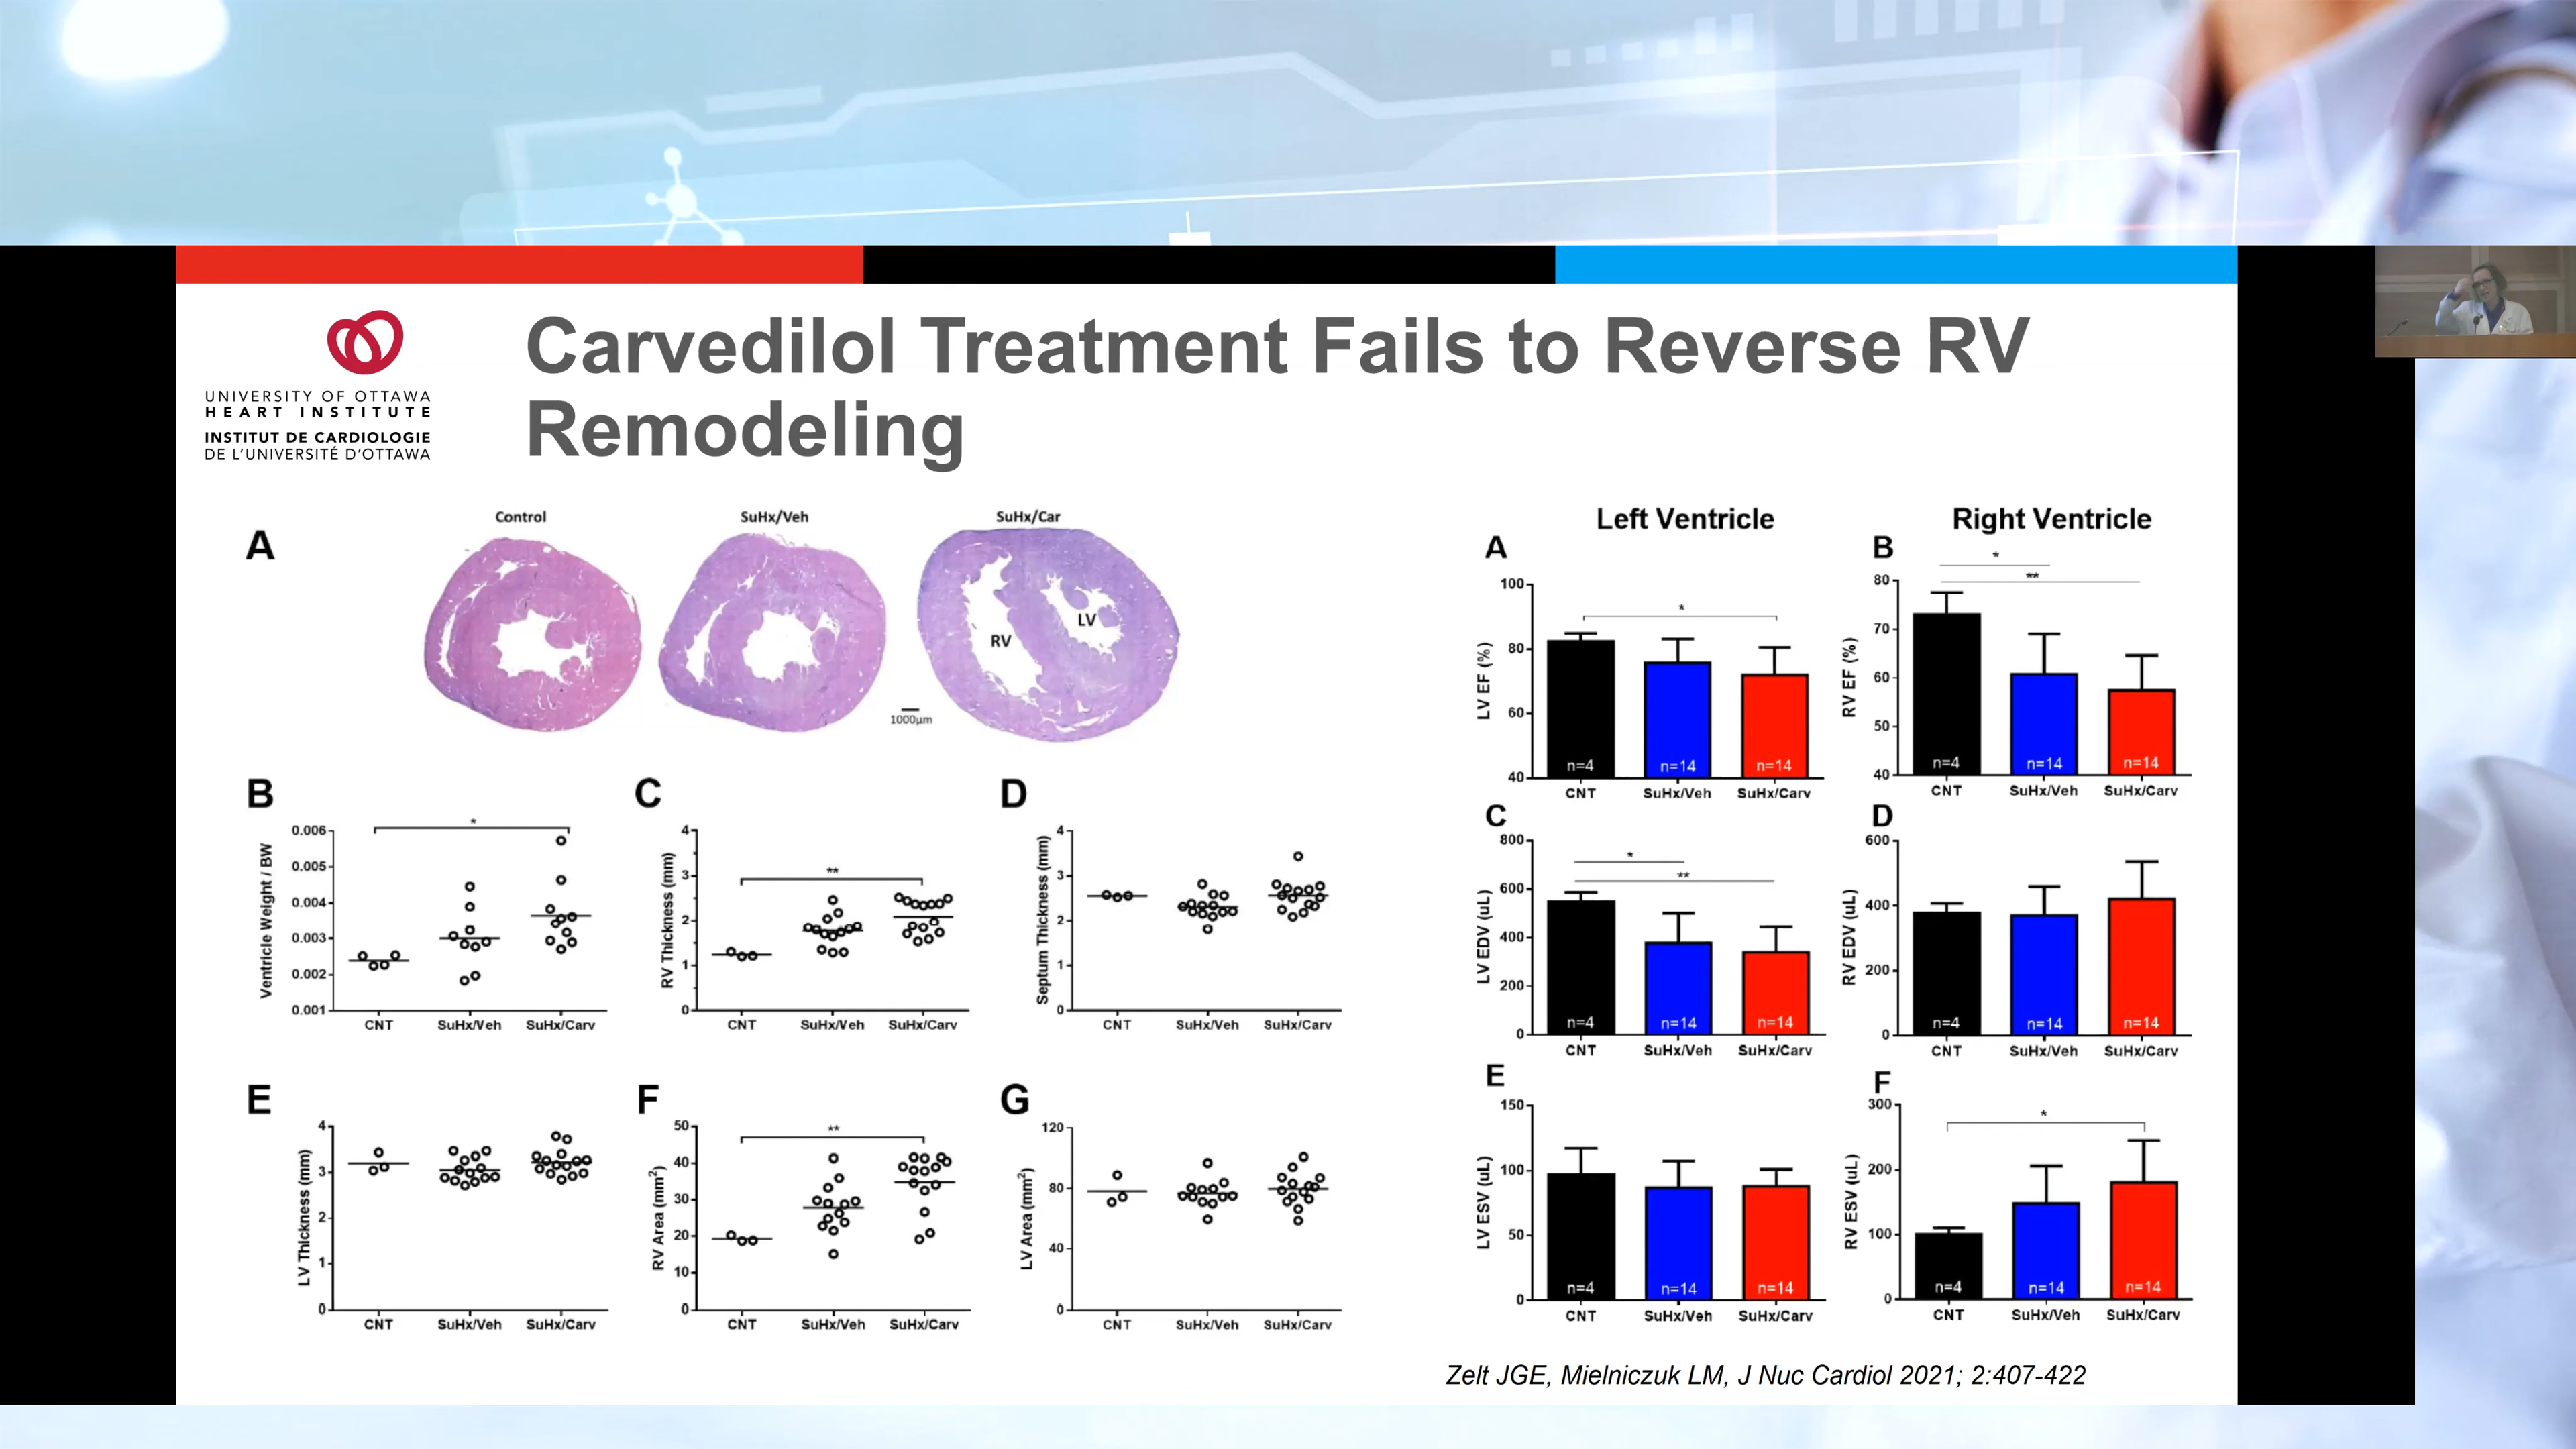 UNIVERSITY OF OTTAWA
HEART INSTITUTE
INSTITUT DE CARDIOLOGIE
DE L'UNIVERSITÉ D'OTTAWA
Carvedilol Treatment Fails to Reverse RV
Remodeling
A
Control
SuHx/Veh
SuHx/Car
RV
LV
1000µm
B
Ventricle Weight / BW
*
0.006
0.005
0.004
0.003
0.002
0.001
CNT SuHx/Veh SuHx/Carv
C
RV Thickness (mm)
**
4
3
2
1
0
CNT SuHx/Veh SuHx/Carv
D
Septum Thickness (mm)
4
3
2
1
0
CNT SuHx/Veh SuHx/Carv
E
LV Thickness (mm)
4
3
2
1
0
CNT SuHx/Veh SuHx/Carv
F
RV Area (mm²)
**
50
40
30
20
10
0
CNT SuHx/Veh SuHx/Carv
G
LV Area (mm²)
120
80
40
0
CNT SuHx/Veh SuHx/Carv
Left Ventricle
Right Ventricle
A
LV EF (%)
*
100
80
60
40
n=4 n=14 n=14
CNT SuHx/Veh SuHx/Carv
B
RV EF (%)
*
**
80
70
60
50
40
n=4 n=14 n=14
CNT SuHx/Veh SuHx/Carv
C
LV EDV (uL)
*
**
800
600
400
200
0
n=4 n=14 n=14
CNT SuHx/Veh SuHx/Carv
D
RV EDV (uL)
600
400
200
0
n=4 n=14 n=14
CNT SuHx/Veh SuHx/Carv
E
LV ESV (uL)
150
100
50
0
n=4 n=14 n=14
CNT SuHx/Veh SuHx/Carv
F
RV ESV (uL)
*
300
200
100
0
n=4 n=14 n=14
CNT SuHx/Veh SuHx/Carv
Zelt JGE, Mielniczuk LM, J Nuc Cardiol 2021; 2:407-422